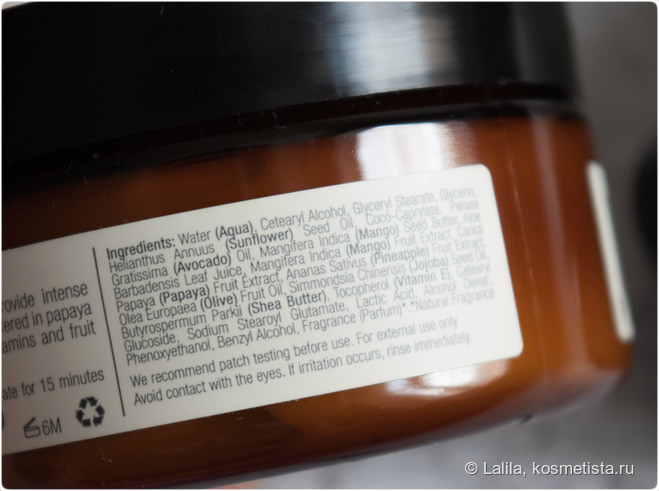 rovide intense
ered in papaya
amins and fruit
ate for 15 minutes
6M
Ingredients: Water (Aqua), Cetearyl Alcohol, Glyceryl Stearate, Glycerin,
Helianthus Annuus (Sunflower) Seed Oil, Coco-Caprylate, Persea
Gratissima (Avocado) Oil, Mangifera Indica (Mango) Seed Butter, Aloe
Barbadensis Leaf Juice, Mangifera Indica (Mango) Fruit Extract, Carica
Papaya (Papaya) Fruit Extract, Ananas Sativus (Pineapple) Fruit Extract,
Olea Europaea (Olive) Fruit Oil, Simmondsia Chinensis (Jojoba) Seed Oil,
Butyrospermum Parkii (Shea Butter), Tocopherol (Vitamin E), Cetearyl
Glucoside, Sodium Stearoyl Glutamate, Lactic Acid, Alcohol Denat.,
Phenoxyethanol, Benzyl Alcohol, Fragrance (Parfum)*. *Natural Fragrance
We recommend patch testing before use. For external use only
Avoid contact with the eyes. If irritation occurs, rinse immediately.
© Lalila, kosmetista.ru